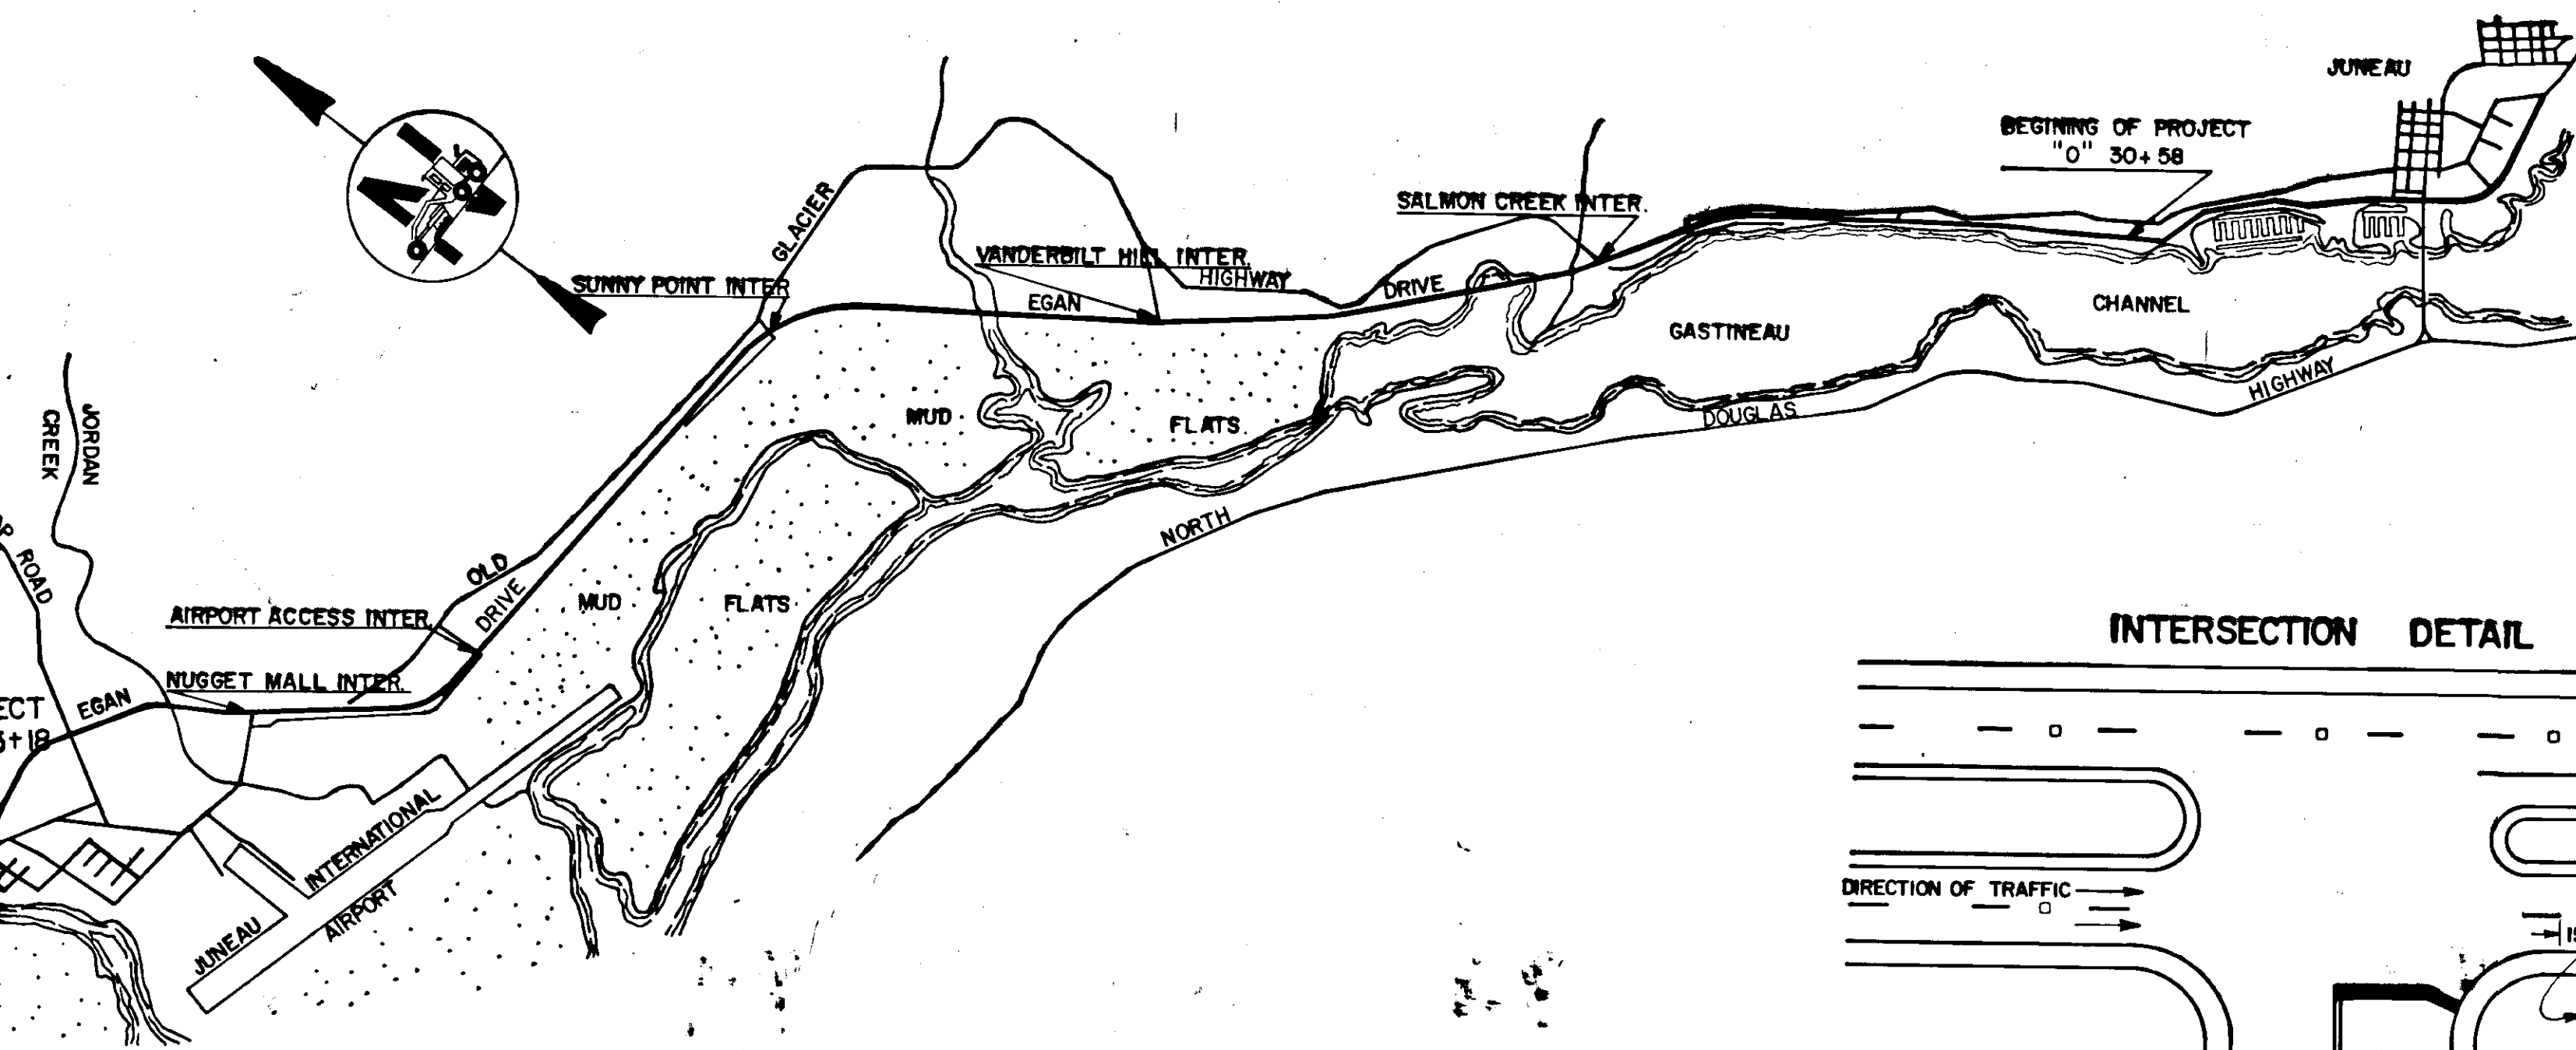 JUNEAU
BEGINING OF PROJECT
"O" 30+58
SALMON CREEK INTER.
GLACIER
VANDERBILT HILL INTER.
HIGHWAY
SUNNY POINT INTER
EGAN
DRIVE
GASTINEAU
CHANNEL
MUD
FLATS
DOUGLAS
HIGHWAY
NORTH
JORDAN
CREEK
ROAD
OLD
DRIVE
MUD
FLATS
AIRPORT ACCESS INTER.
NUGGET MALL INTER.
EGAN
+18
JUNEAU
INTERNATIONAL
AIRPORT
INTERSECTION DETAIL
DIRECTION OF TRAFFIC